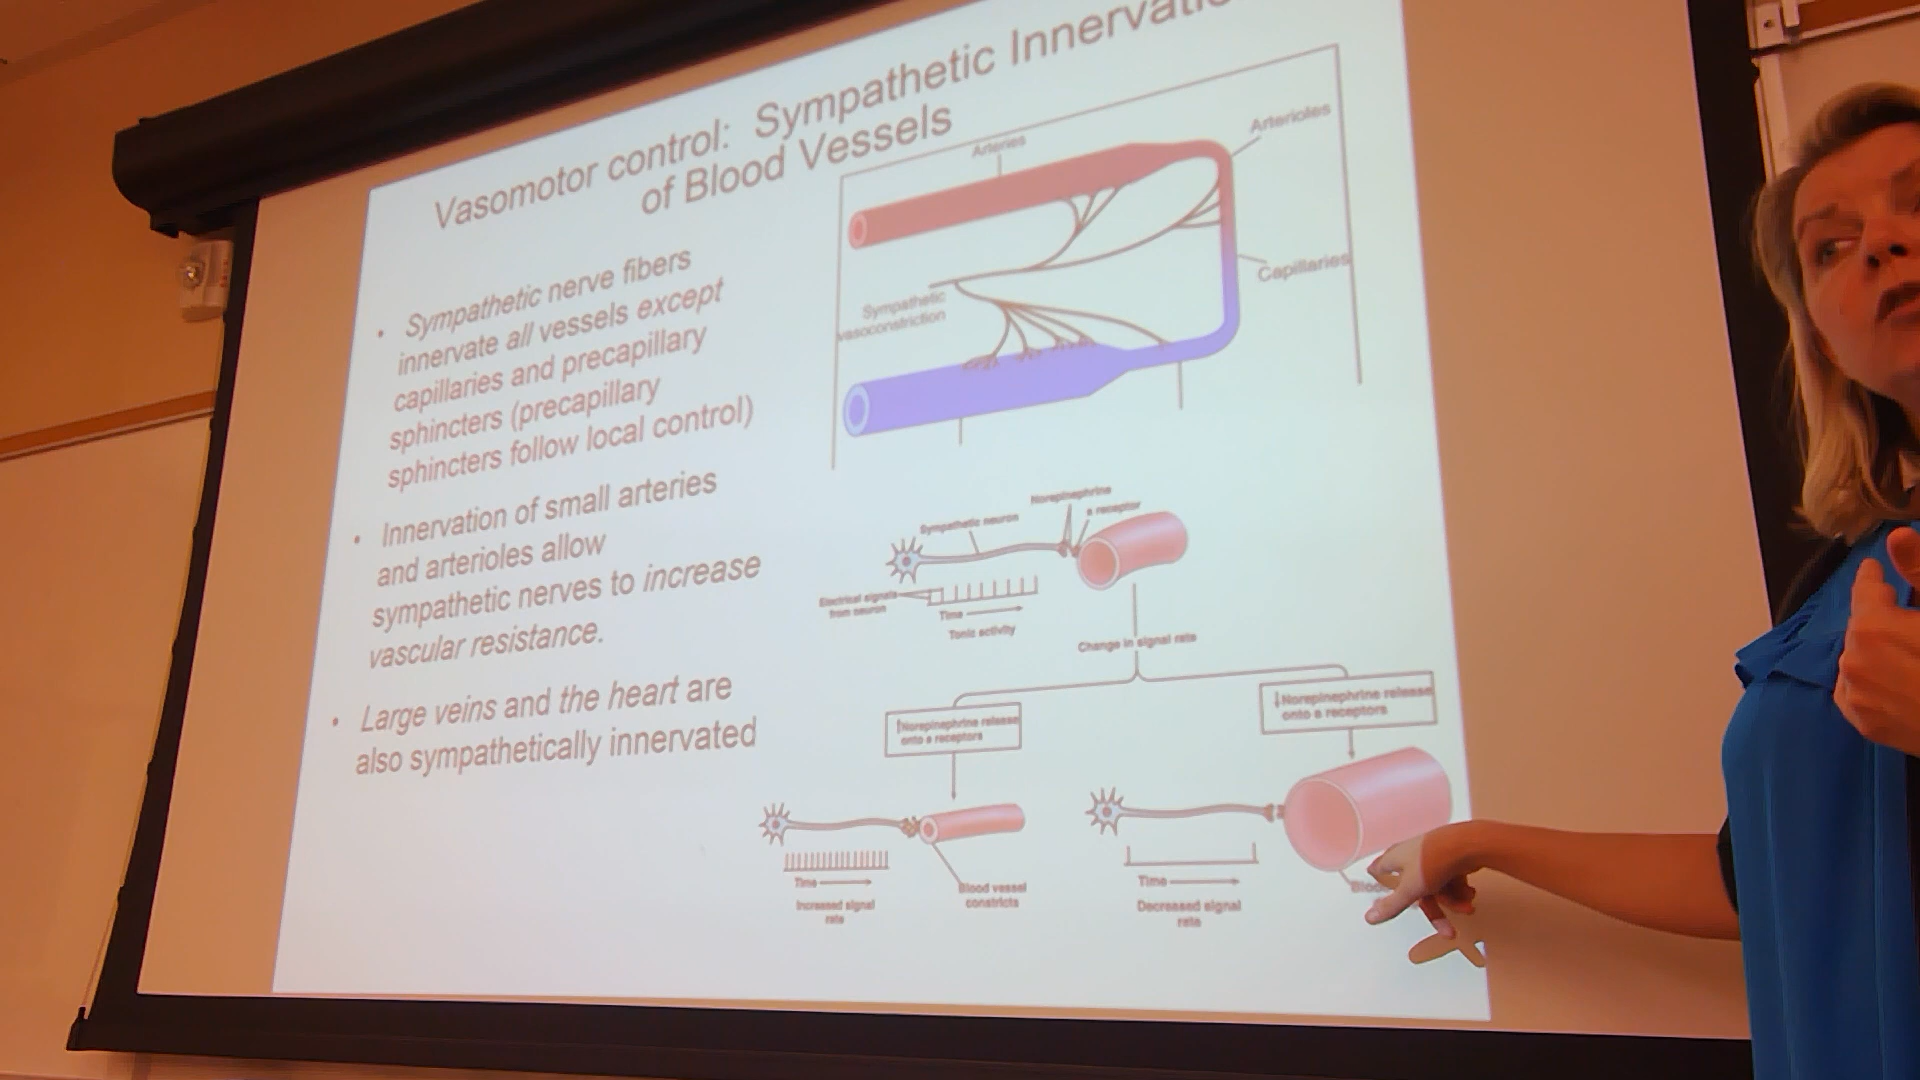 Vasomotor control: Sympathetic
of Blood Vessels
• Sympathetic nerve fibers
innervate all vessels except
capillaries and precapillary
sphincters (precapillary
sphincters follow local control)
• Innervation of small arteries
and arterioles allow
sympathetic nerves to increase
vascular resistance.
• Large veins and the heart are
also sympathetically innervated
Arteries
Arterioles
Capillaries
Sympathetic
vasoconstriction
Norepinephrine
Sympathetic neuron
receptor
Electrical signals
from neuron
Time
Tonic activity
Change in signal rate
↑Norepinephrine release
onto α receptors
↓Norepinephrine release
onto α receptors
Time
Increased signal
rate
Blood vessel
constricts
Time
Decreased signal
rate